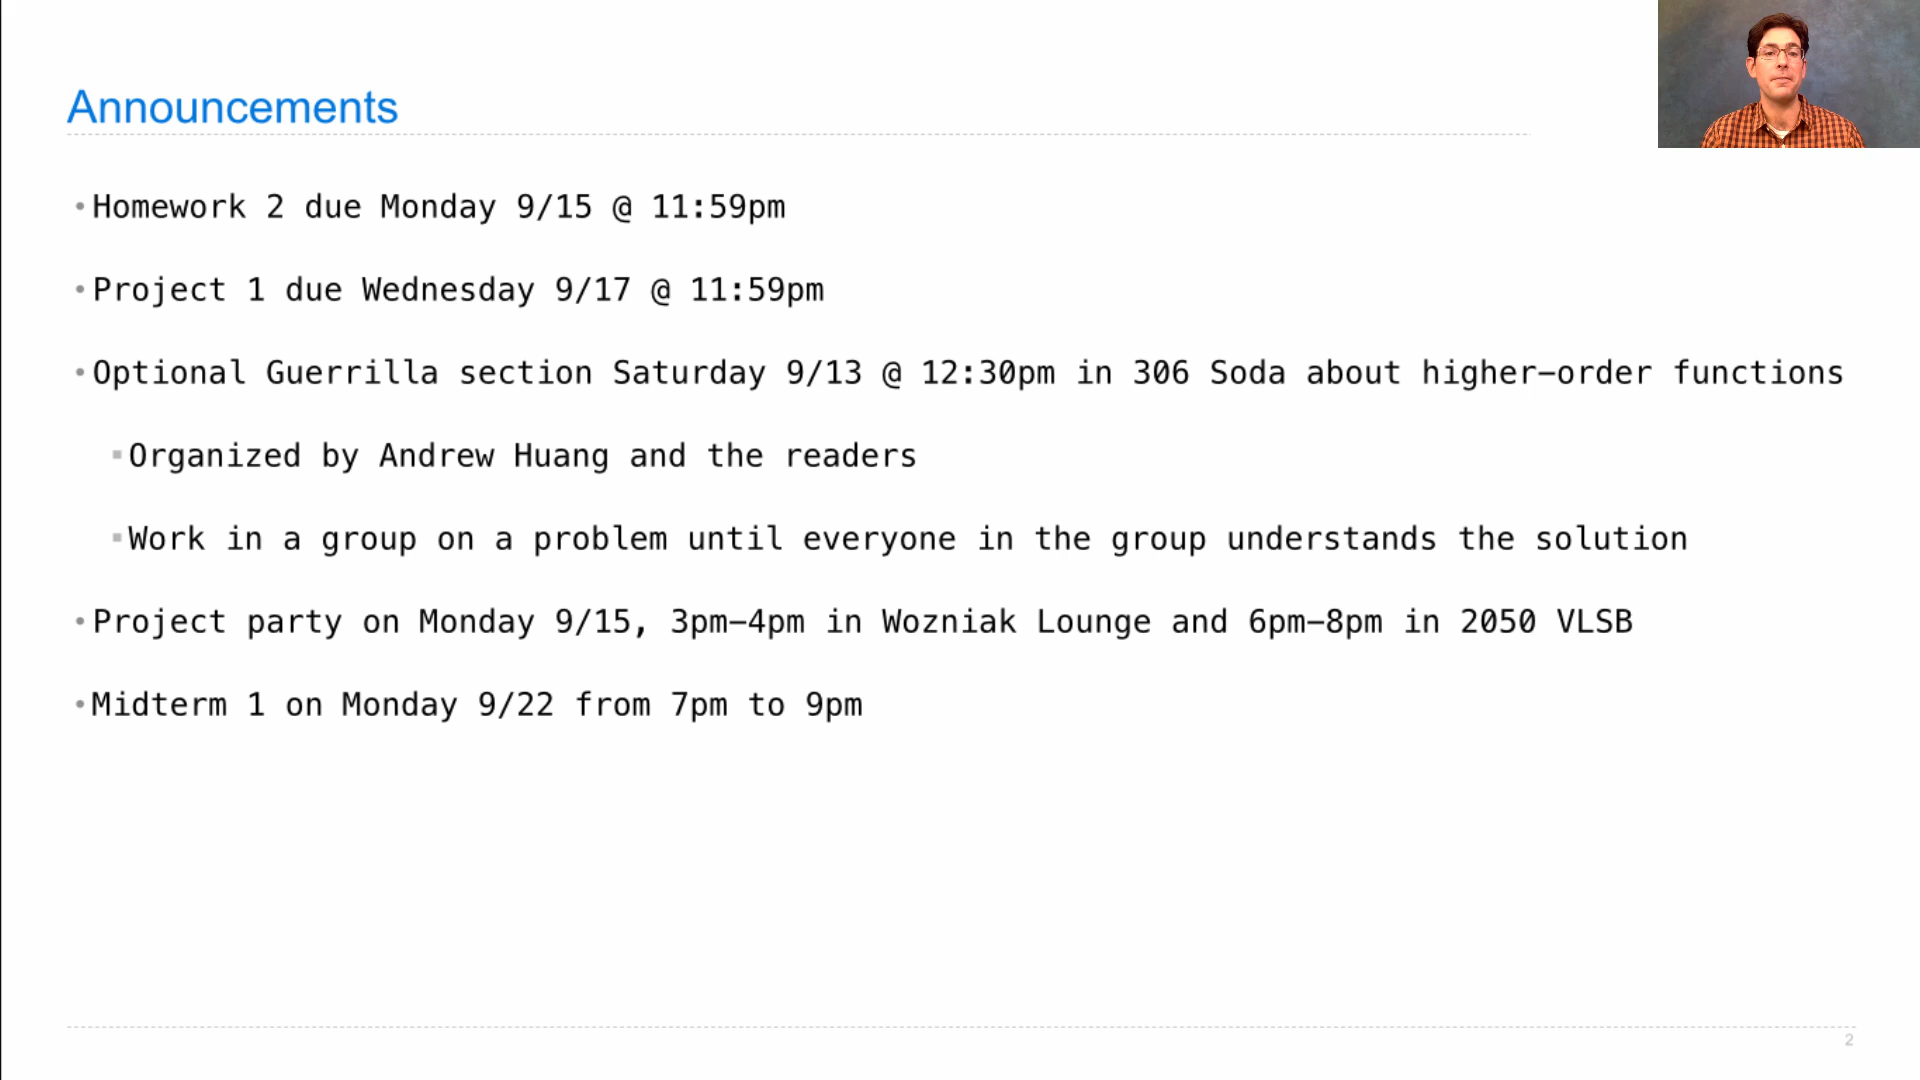 Announcements
•Homework 2 due Monday 9/15 @ 11:59pm
•Project 1 due Wednesday 9/17 @ 11:59pm
•Optional Guerrilla section Saturday 9/13 @ 12:30pm in 306 Soda about higher–order functions
▪Organized by Andrew Huang and the readers
▪Work in a group on a problem until everyone in the group understands the solution
•Project party on Monday 9/15, 3pm–4pm in Wozniak Lounge and 6pm–8pm in 2050 VLSB
•Midterm 1 on Monday 9/22 from 7pm to 9pm
2